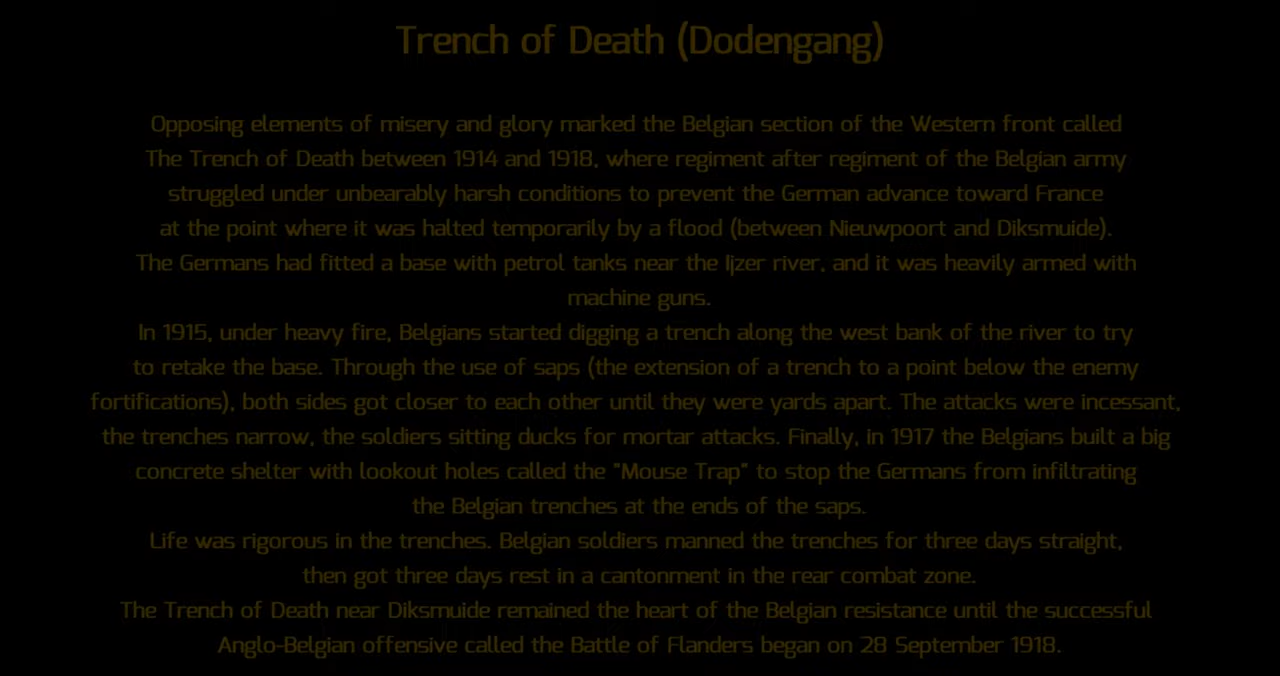 Trench of Death (Dodengang)
Opposing elements of misery and glory marked the Belgian section of the Western front called
The Trench of Death between 1914 and 1918, where regiment after regiment of the Belgian army
struggled under unbearably harsh conditions to prevent the German advance toward France
at the point where it was halted temporarily by a flood (between Nieuwpoort and Diksmuide).
The Germans had fitted a base with petrol tanks near the Ijzer river, and it was heavily armed with
machine guns.
In 1915, under heavy fire, Belgians started digging a trench along the west bank of the river to try
to retake the base. Through the use of saps (the extension of a trench to a point below the enemy
fortifications), both sides got closer to each other until they were yards apart. The attacks were incessant,
the trenches narrow, the soldiers sitting ducks for mortar attacks. Finally, in 1917 the Belgians built a big
concrete shelter with lookout holes called the "Mouse Trap" to stop the Germans from infiltrating
the Belgian trenches at the ends of the saps.
Life was rigorous in the trenches. Belgian soldiers manned the trenches for three days straight,
then got three days rest in a cantonment in the rear combat zone.
The Trench of Death near Diksmuide remained the heart of the Belgian resistance until the successful
Anglo-Belgian offensive called the Battle of Flanders began on 28 September 1918.